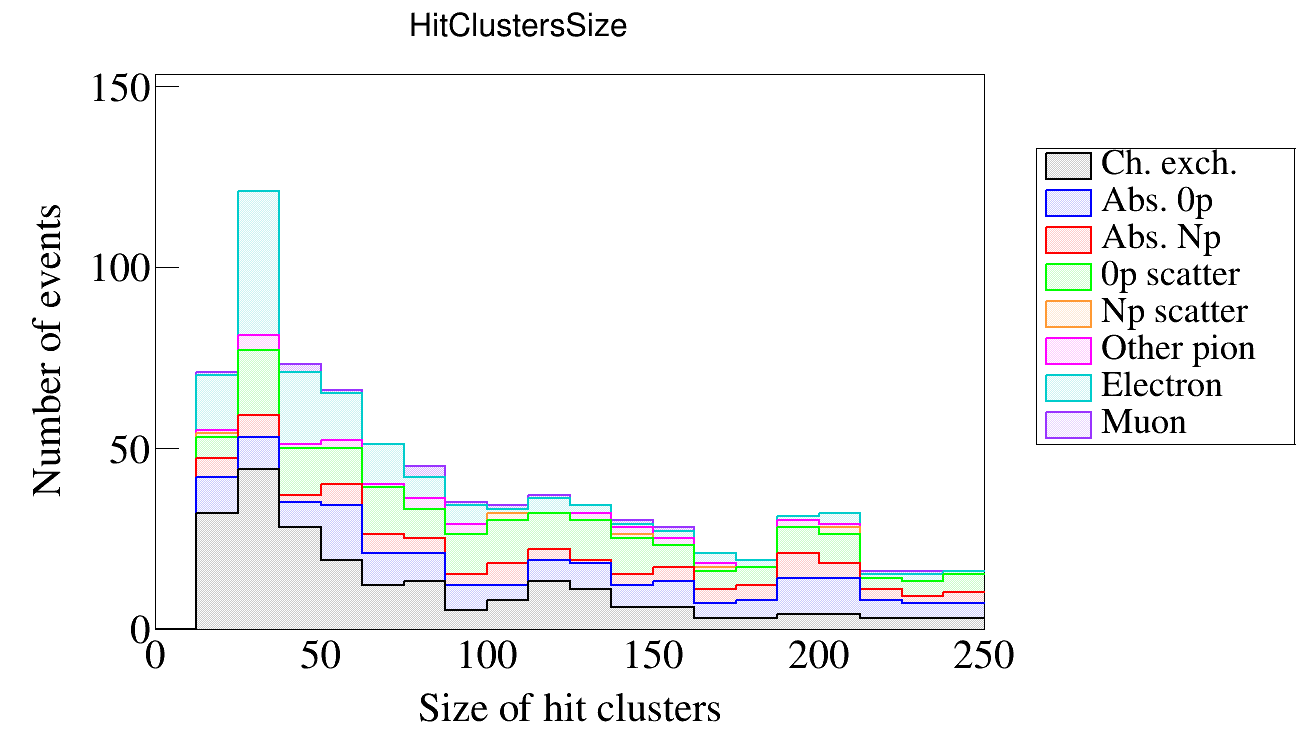 HitClustersSize
150
100
50
0
Number of events
0 50 100 150 200 250
Size of hit clusters
Ch. exch.
Abs. 0p
Abs. Np
0p scatter
Np scatter
Other pion
Electron
Muon